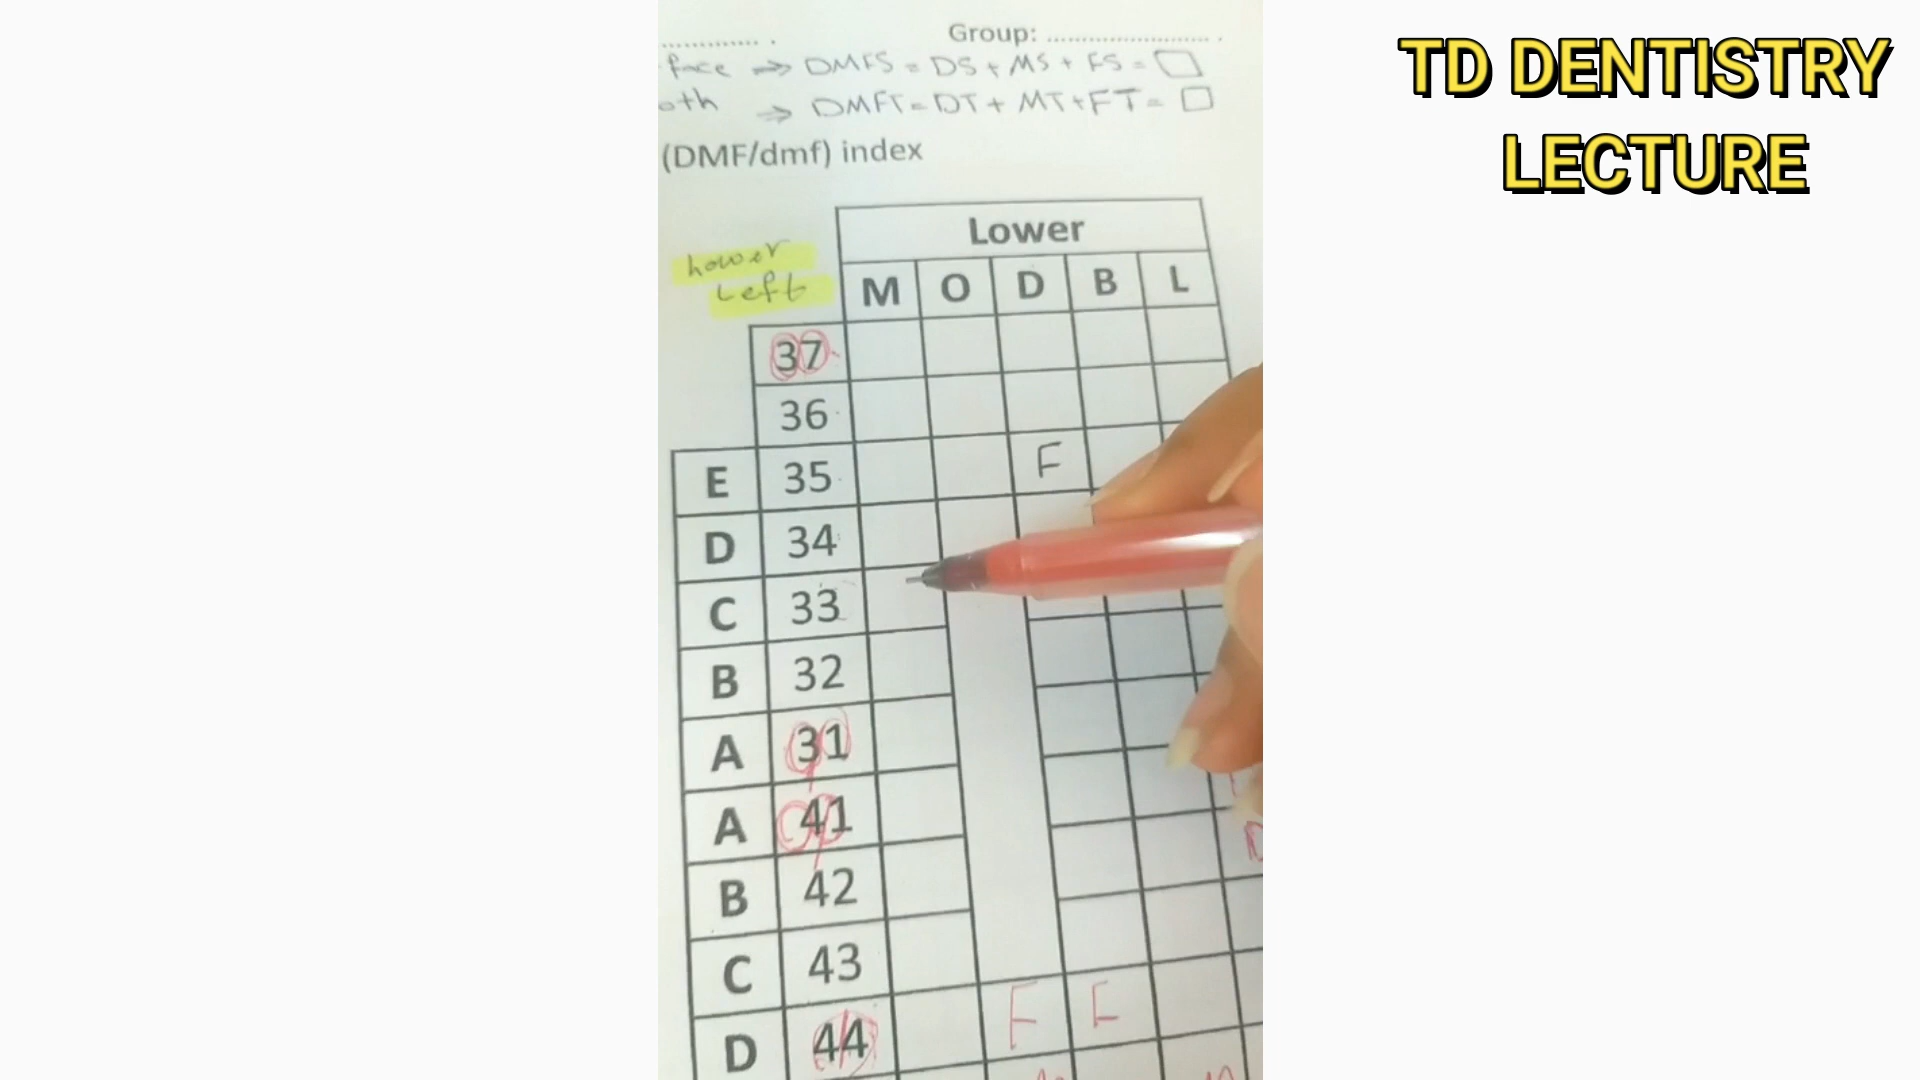 Group: ........................ .
face ⇒ DMFS = DS + MS + FS = □
oth ⇒ DMFT = DT + MT + FT = □
(DMF/dmf) index
Lower
Lower
Left
M O D B L
37
36
E 35 F
D 34
C 33
B 32
A 31
A 41
B 42
C 43
D 44 F F
TD DENTISTRY
LECTURE